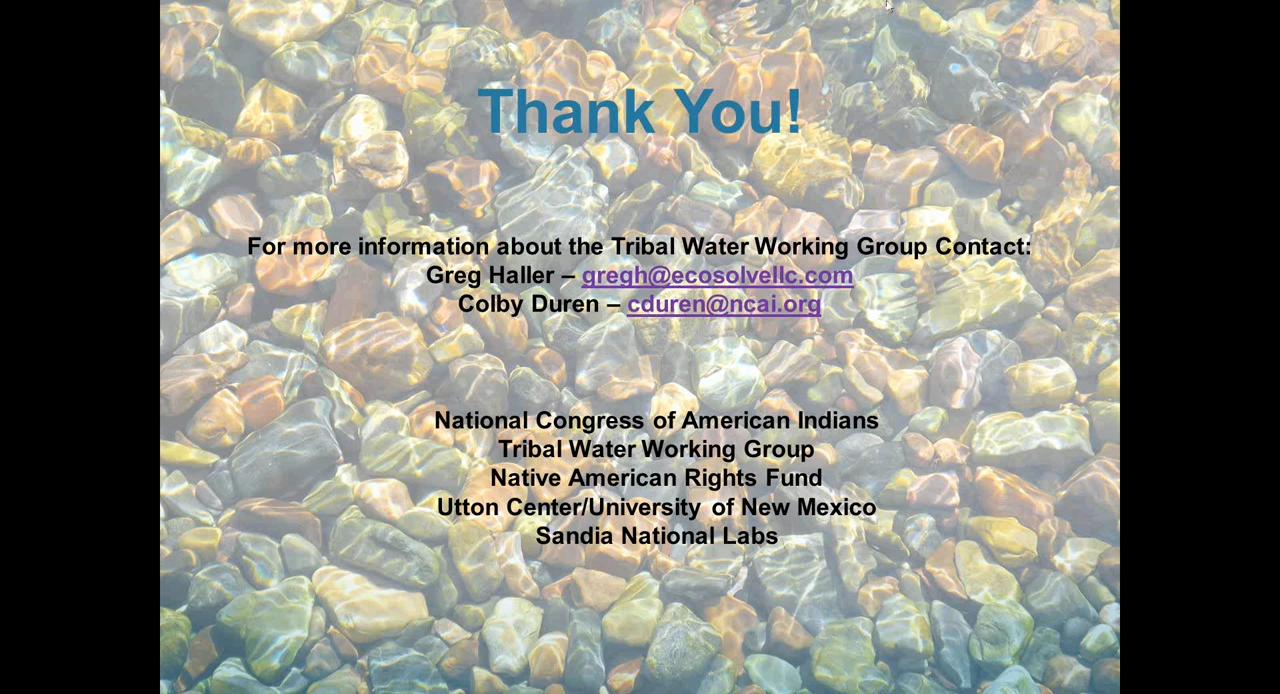 Thank You!
For more information about the Tribal Water Working Group Contact:
Greg Haller – gregh@ecosolvellc.com
Colby Duren – cduren@ncai.org
National Congress of American Indians
Tribal Water Working Group
Native American Rights Fund
Utton Center/University of New Mexico
Sandia National Labs